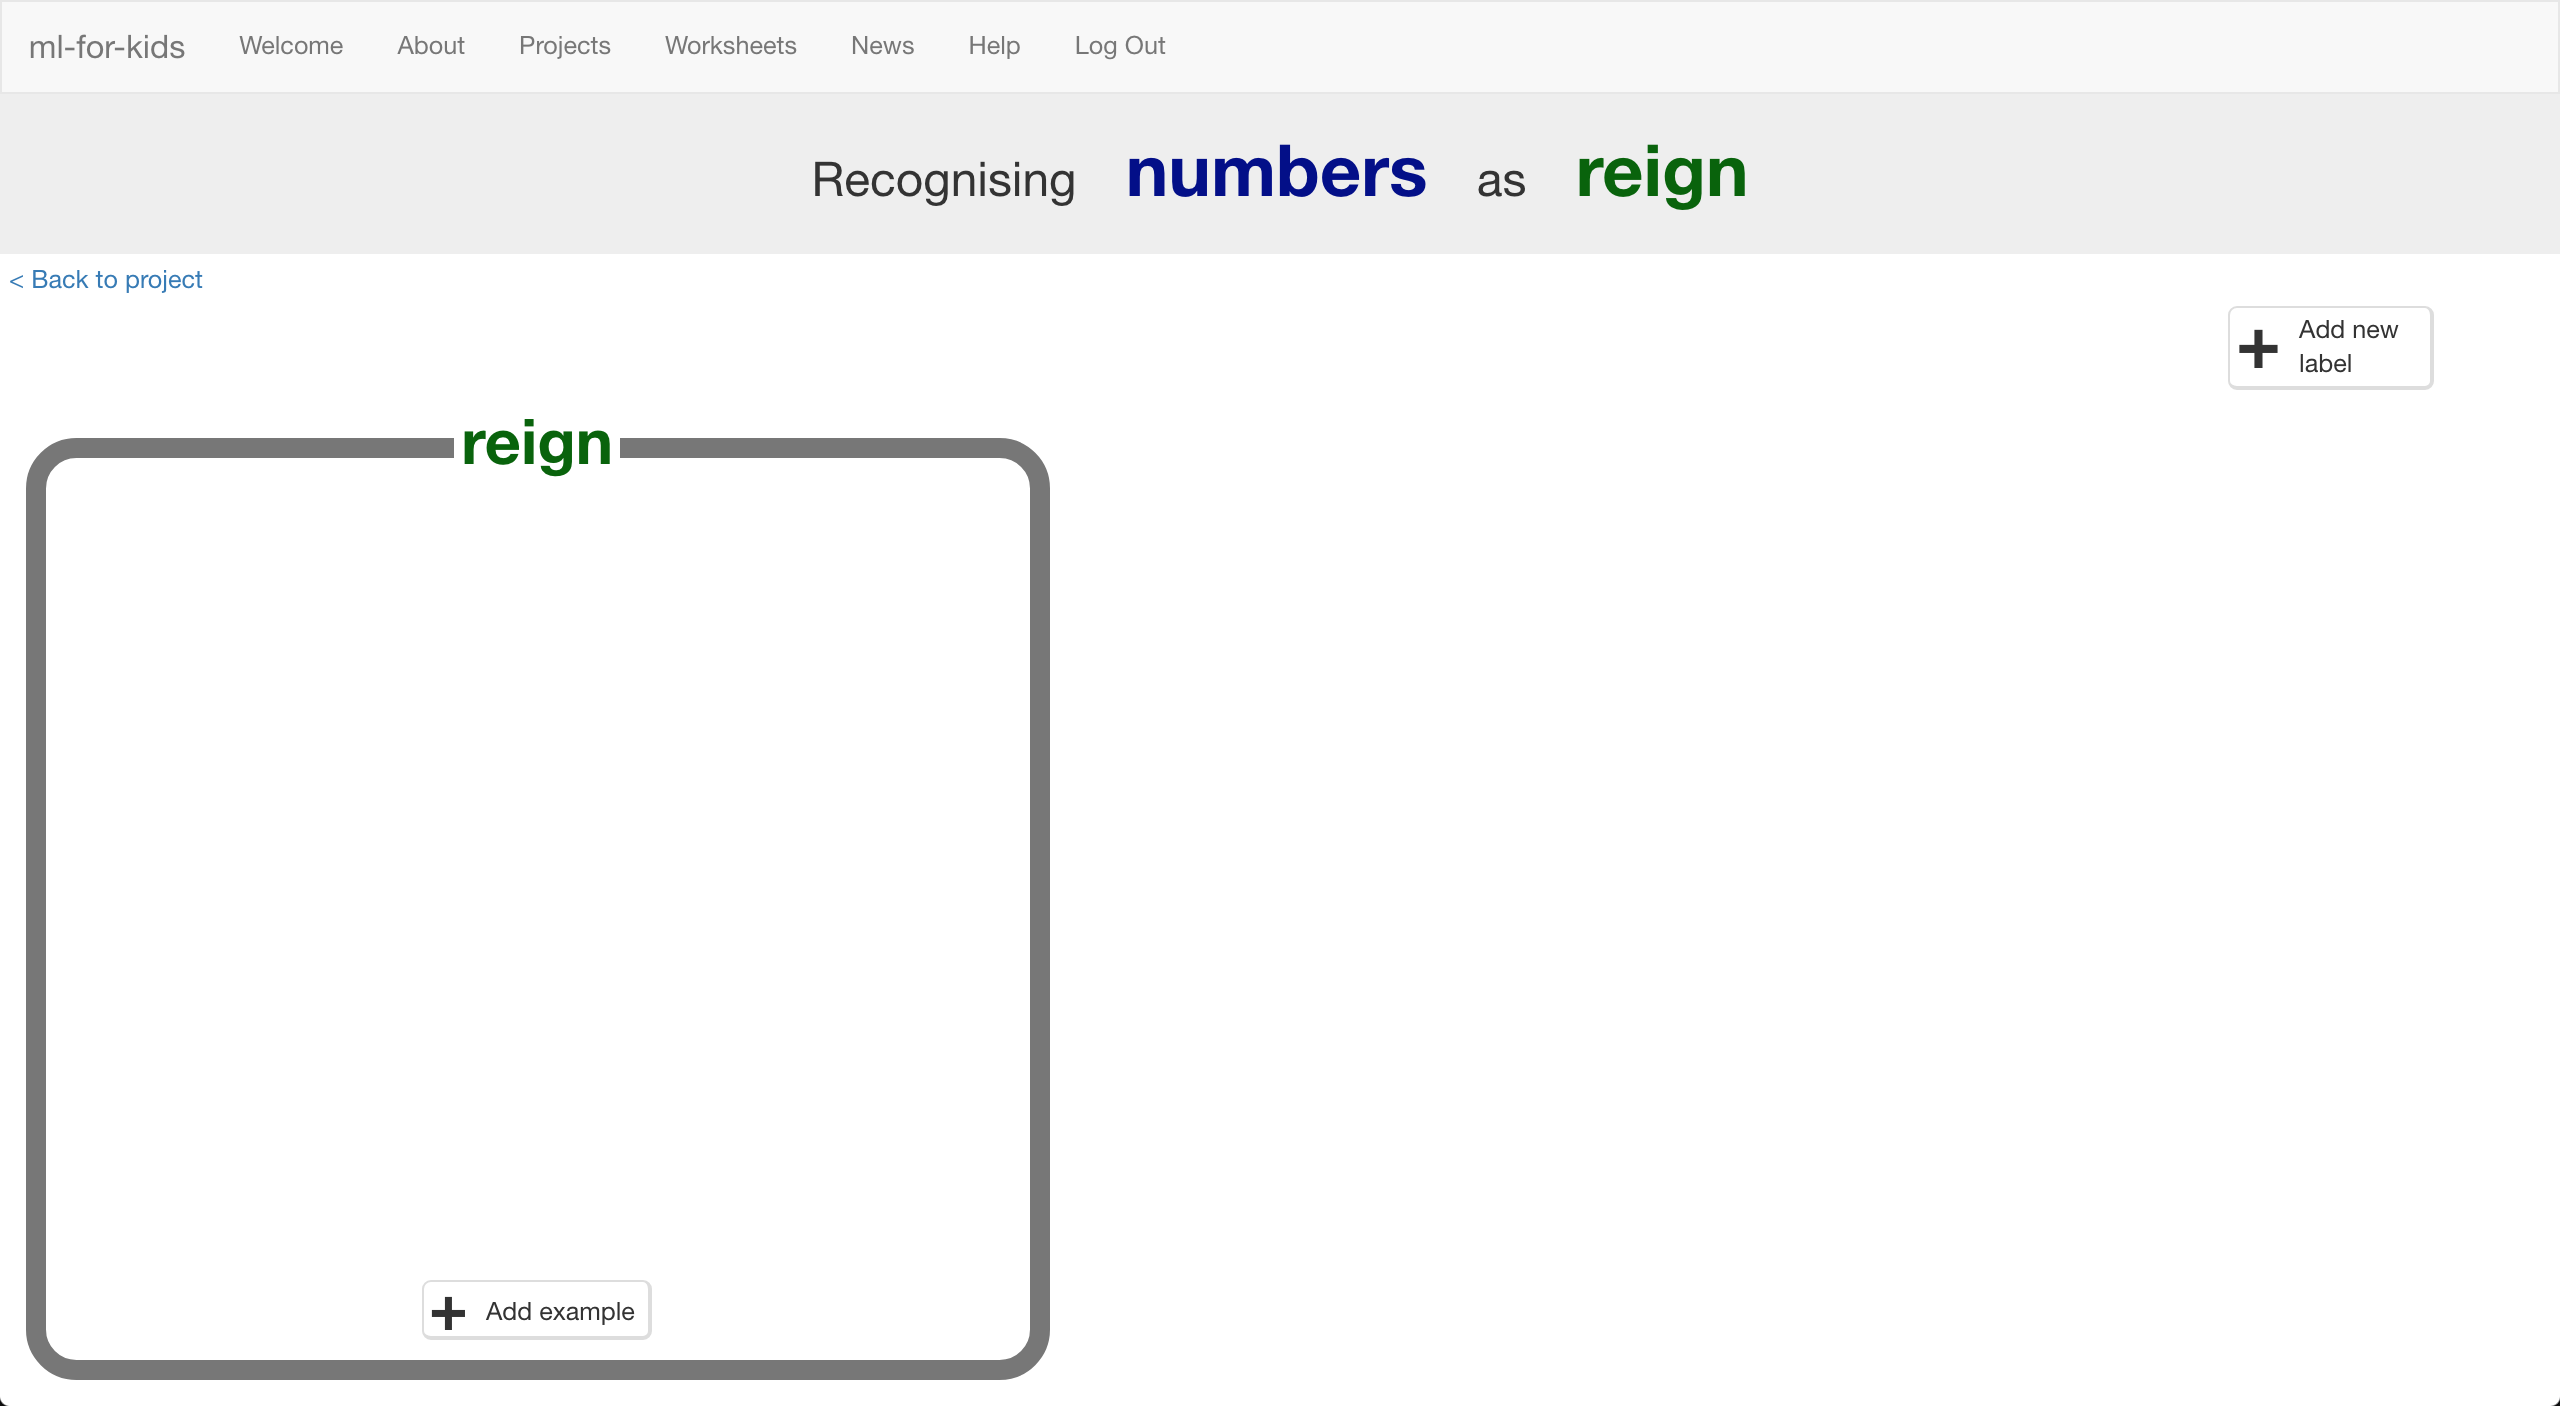 ml-for-kids Welcome About Projects Worksheets News Help Log Out
Recognising numbers as reign
< Back to project
Add new
label
reign
Add example